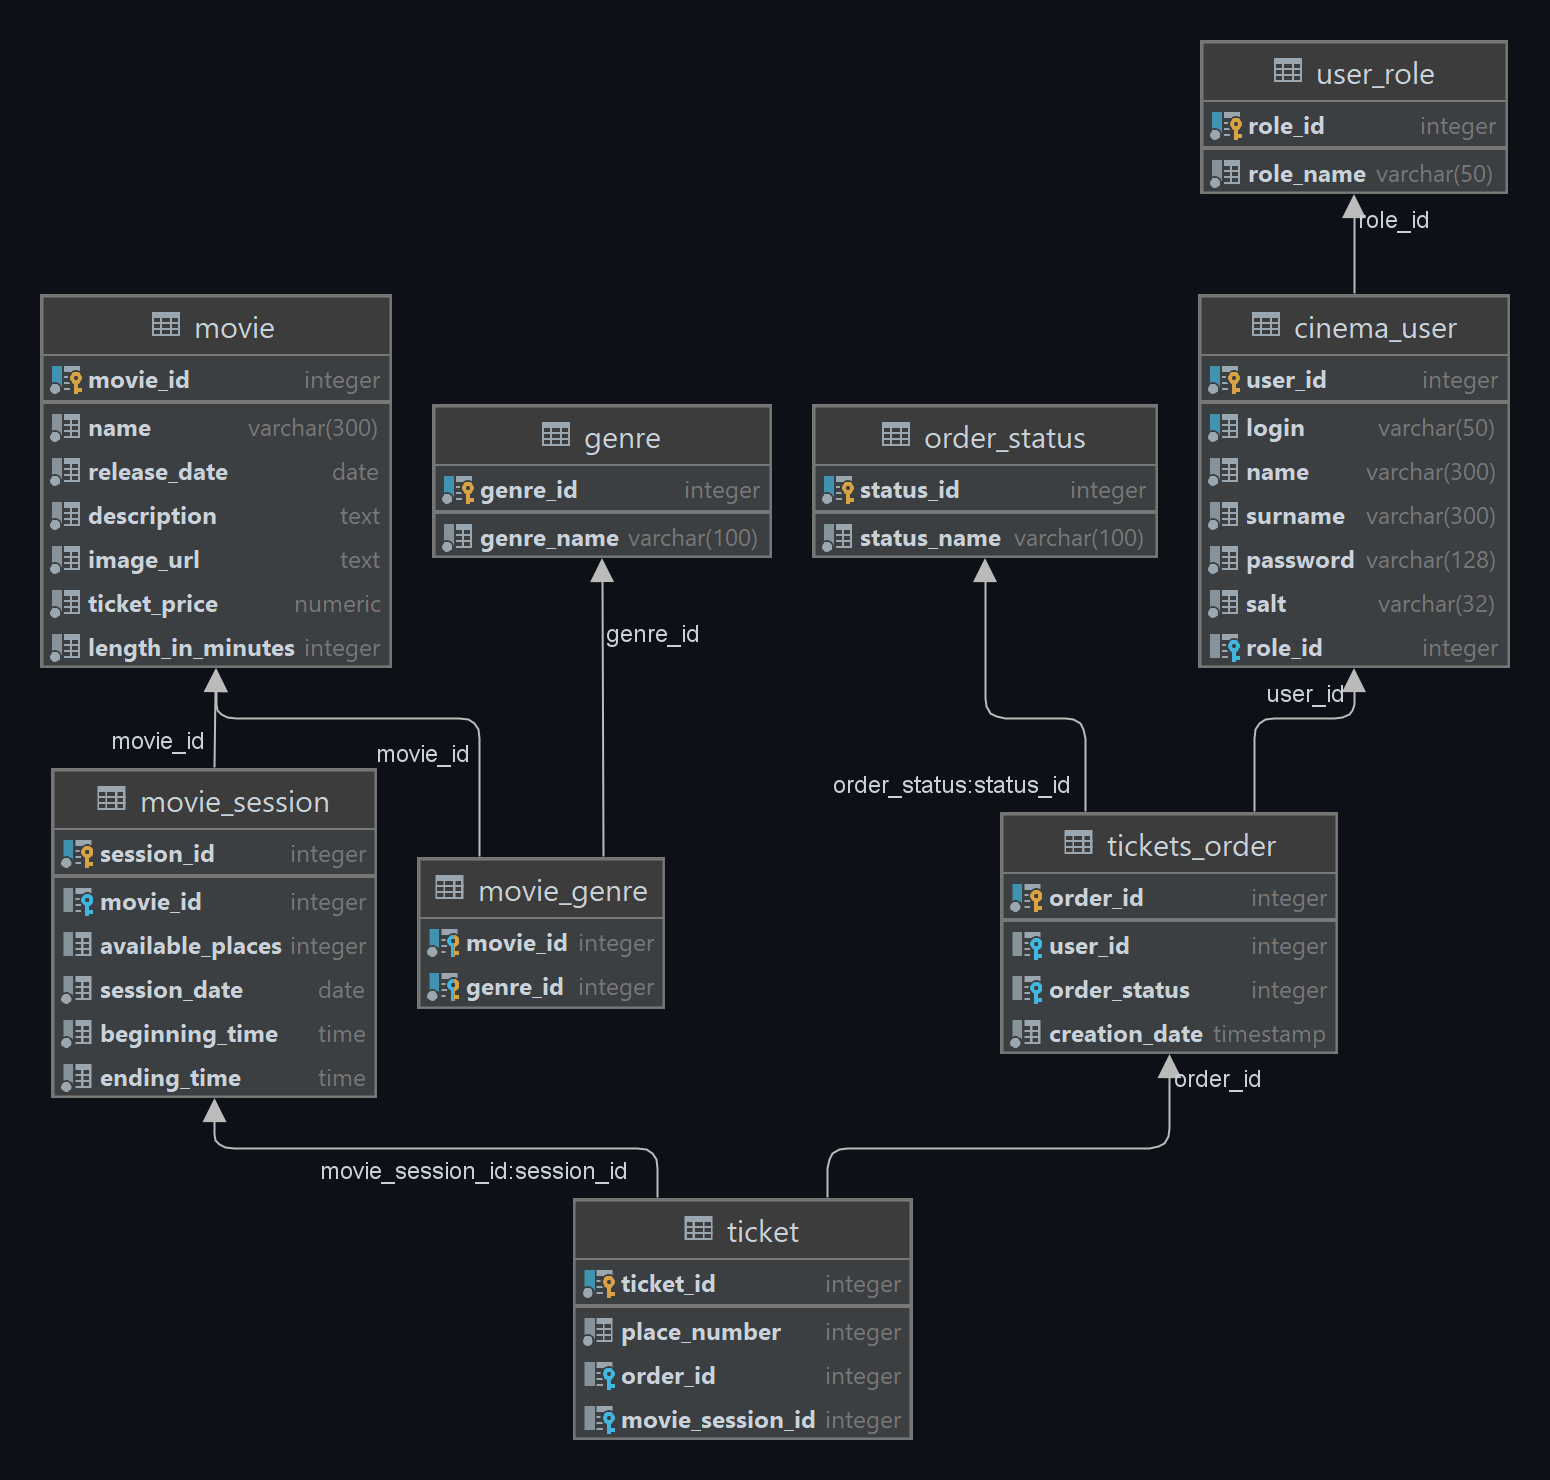 user_role
role_id integer
role_name varchar(50)
role_id
movie
movie_id integer
name varchar(300)
release_date date
description text
image_url text
ticket_price numeric
length_in_minutes integer
genre
genre_id integer
genre_name varchar(100)
order_status
status_id integer
status_name varchar(100)
cinema_user
user_id integer
login varchar(50)
name varchar(300)
surname varchar(300)
password varchar(128)
salt varchar(32)
role_id integer
genre_id
user_id
movie_id
movie_id
order_status:status_id
movie_session
session_id integer
movie_id integer
available_places integer
session_date date
beginning_time time
ending_time time
movie_genre
movie_id integer
genre_id integer
tickets_order
order_id integer
user_id integer
order_status integer
creation_date timestamp
order_id
movie_session_id:session_id
ticket
ticket_id integer
place_number integer
order_id integer
movie_session_id integer